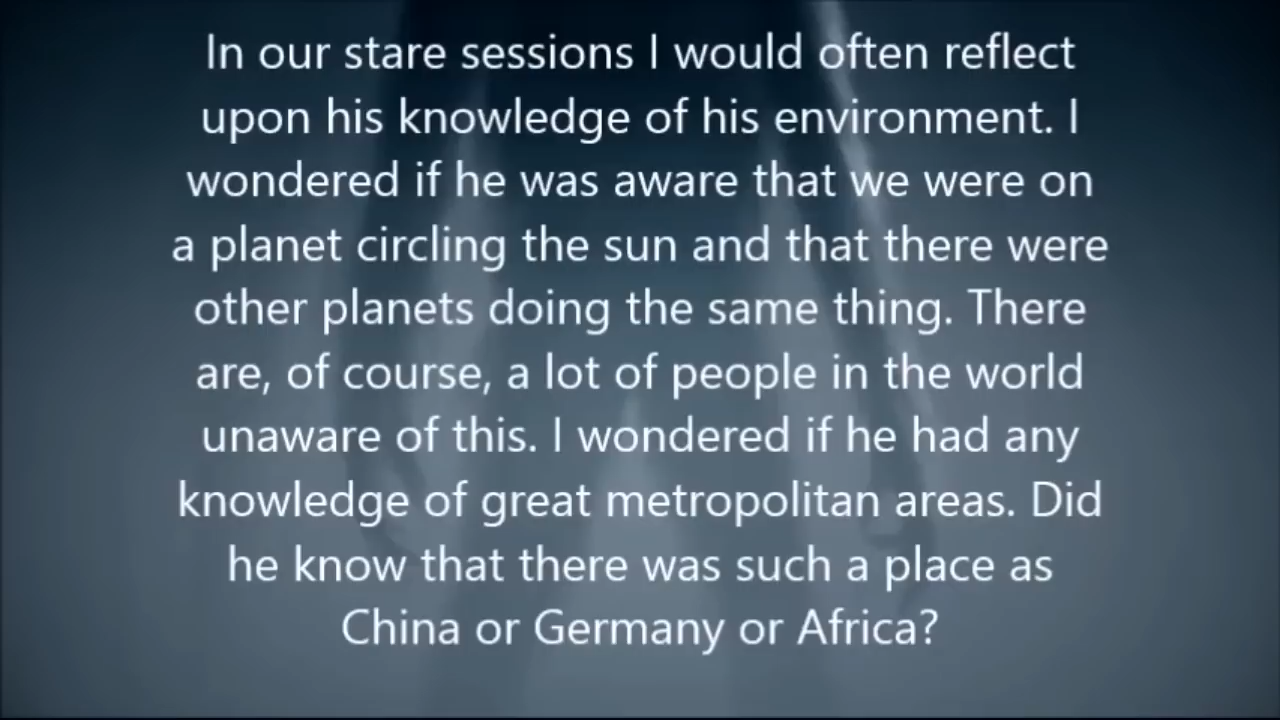 In our stare sessions I would often reflect
upon his knowledge of his environment. I
wondered if he was aware that we were on
a planet circling the sun and that there were
other planets doing the same thing. There
are, of course, a lot of people in the world
unaware of this. I wondered if he had any
knowledge of great metropolitan areas. Did
he know that there was such a place as
China or Germany or Africa?